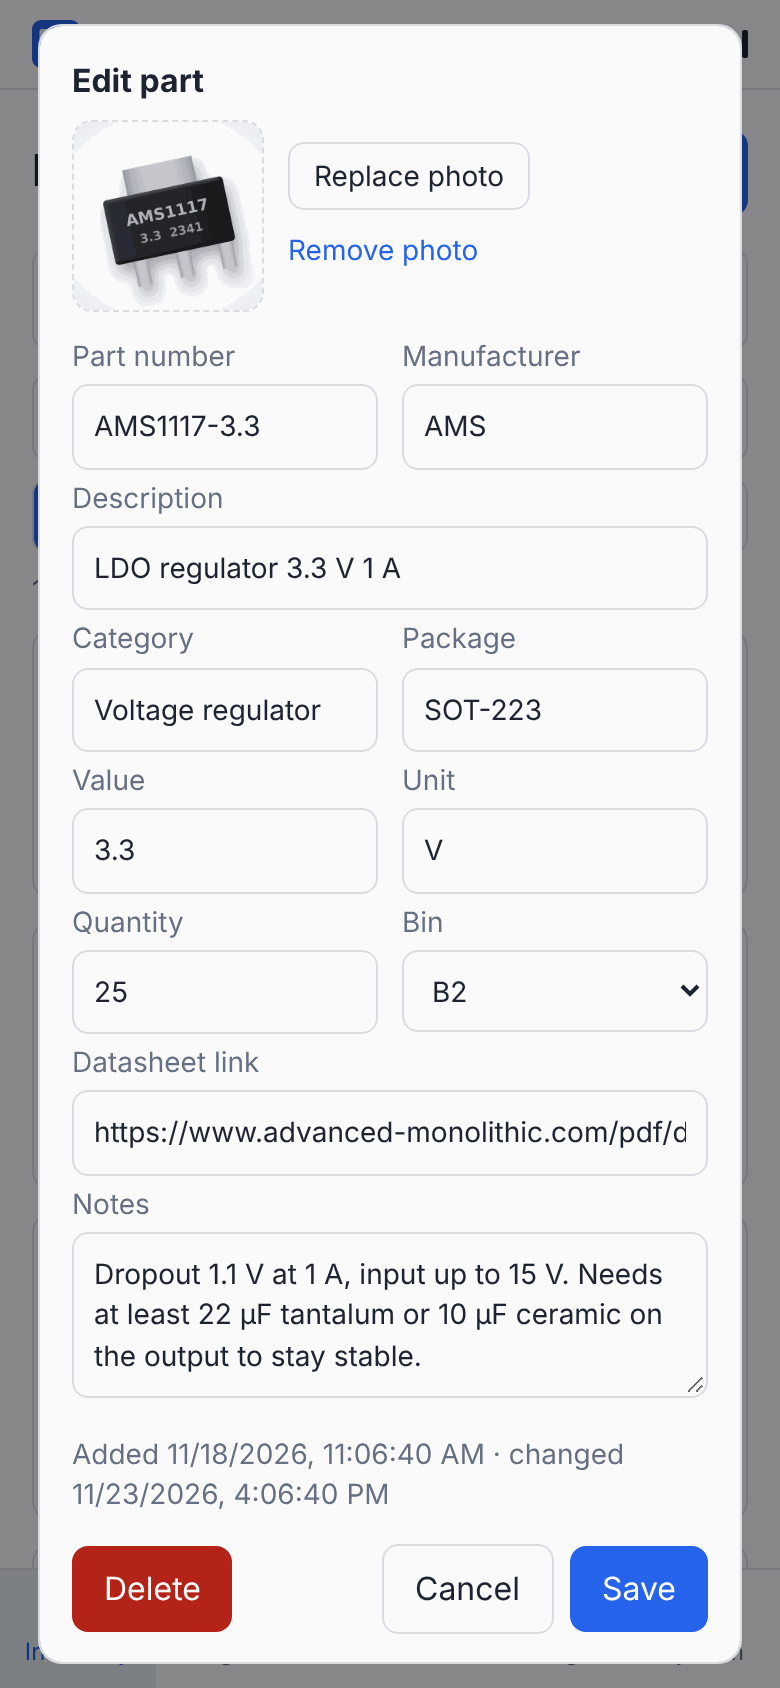 Edit part
AMS1117
3.3 2341
Replace photo
Remove photo
Part number
Manufacturer
AMS1117-3.3
AMS
Description
LDO regulator 3.3 V 1 A
Category
Package
Voltage regulator
SOT-223
Value
Unit
3.3
V
Quantity
Bin
25
B2
Datasheet link
https://www.advanced-monolithic.com/pdf/d
Notes
Dropout 1.1 V at 1 A, input up to 15 V. Needs
at least 22 µF tantalum or 10 µF ceramic on
the output to stay stable.
Added 11/18/2026, 11:06:40 AM · changed
11/23/2026, 4:06:40 PM
Delete
Cancel
Save